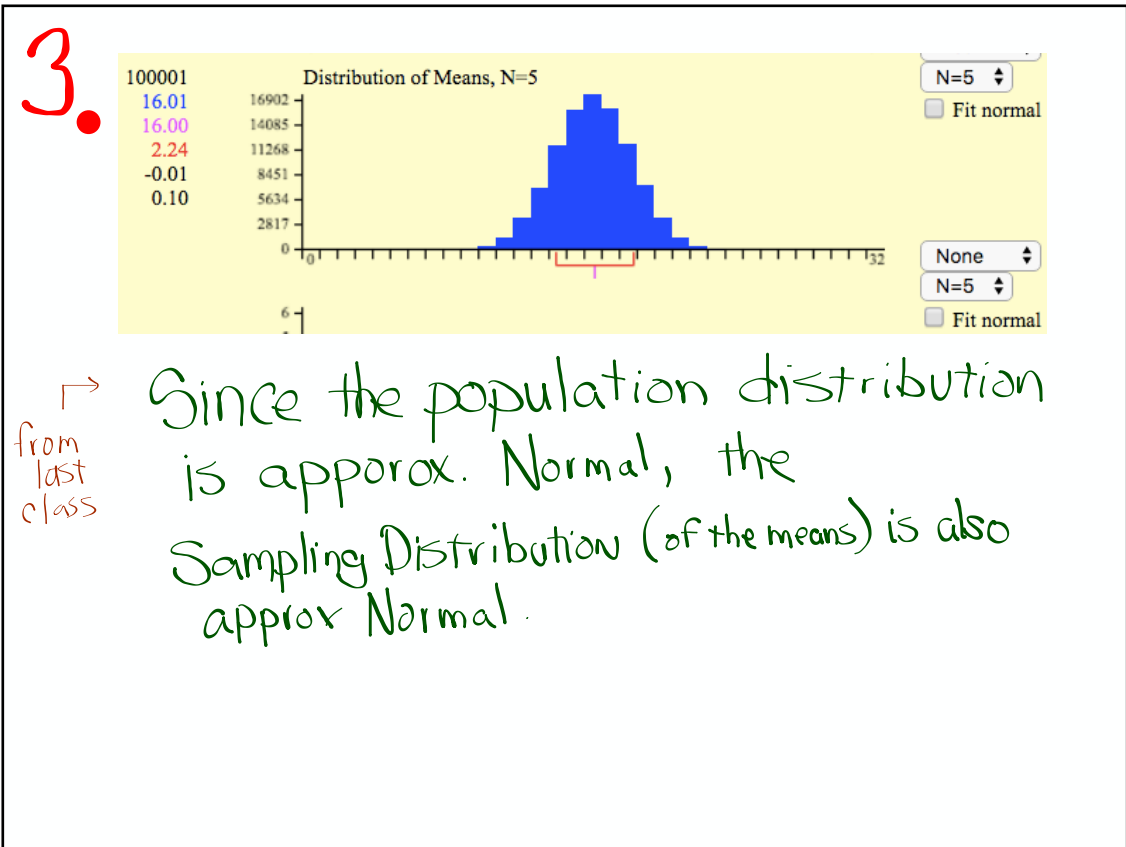 3.
100001
16.01
16.00
2.24
-0.01
0.10
Distribution of Means, N=5
16902
14085
11268
8451
5634
2817
0
0
32
6
N=5
Fit normal
None
N=5
Fit normal
from
last
class
Since the population distribution
is apporox. Normal, the
Sampling Distribution (of the means) is also
approx Normal.